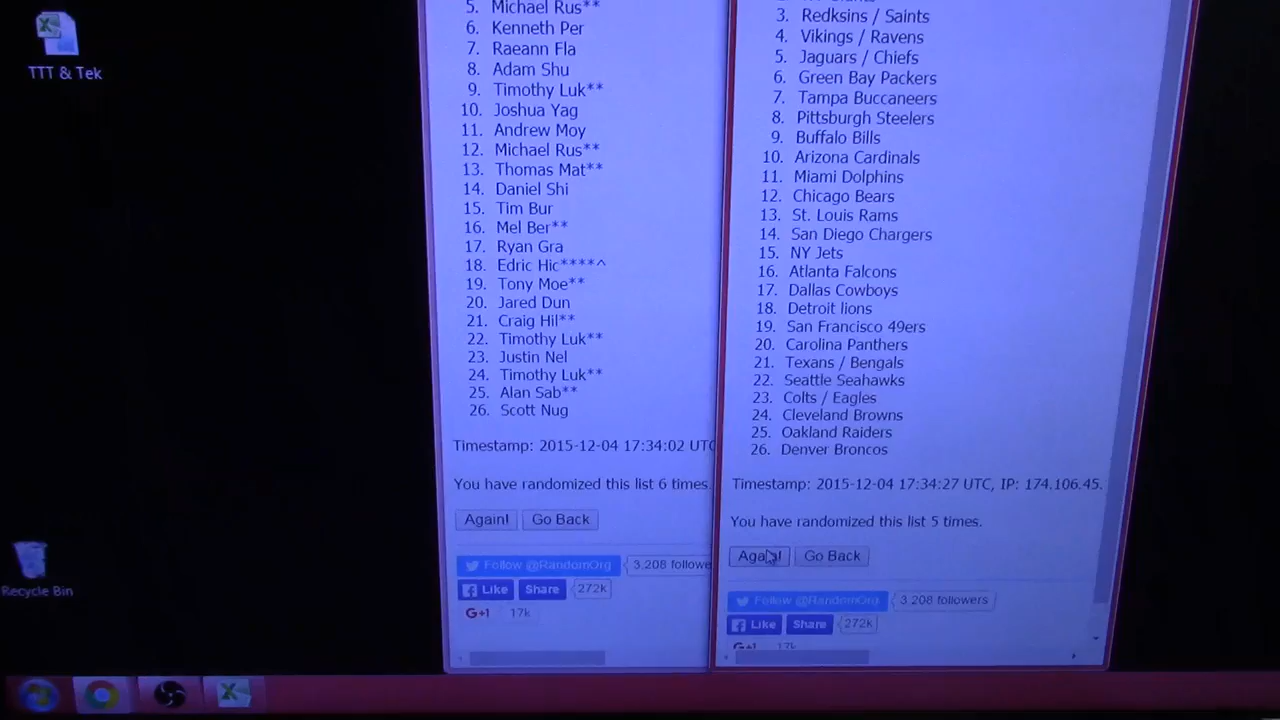 TTT & Tek
Recycle Bin
5. Michael Rus**
6. Kenneth Per
7. Raeann Fla
8. Adam Shu
9. Timothy Luk**
10. Joshua Yag
11. Andrew Moy
12. Michael Rus**
13. Thomas Mat**
14. Daniel Shi
15. Tim Bur
16. Mel Ber**
17. Ryan Gra
18. Edric Hic****^
19. Tony Moe**
20. Jared Dun
21. Craig Hil**
22. Timothy Luk**
23. Justin Nel
24. Timothy Luk**
25. Alan Sab**
26. Scott Nug
Timestamp: 2015-12-04 17:34:02 UTC
You have randomized this list 6 times.
Again! Go Back
Follow @RandomOrg 3,208 followe
Like Share 272k
G+1 17k
3. Redksins / Saints
4. Vikings / Ravens
5. Jaguars / Chiefs
6. Green Bay Packers
7. Tampa Buccaneers
8. Pittsburgh Steelers
9. Buffalo Bills
10. Arizona Cardinals
11. Miami Dolphins
12. Chicago Bears
13. St. Louis Rams
14. San Diego Chargers
15. NY Jets
16. Atlanta Falcons
17. Dallas Cowboys
18. Detroit lions
19. San Francisco 49ers
20. Carolina Panthers
21. Texans / Bengals
22. Seattle Seahawks
23. Colts / Eagles
24. Cleveland Browns
25. Oakland Raiders
26. Denver Broncos
Timestamp: 2015-12-04 17:34:27 UTC, IP: 174.106.45.
You have randomized this list 5 times.
Again! Go Back
Follow @RandomOrg 3,208 followers
Like Share 272k
G+1 17k